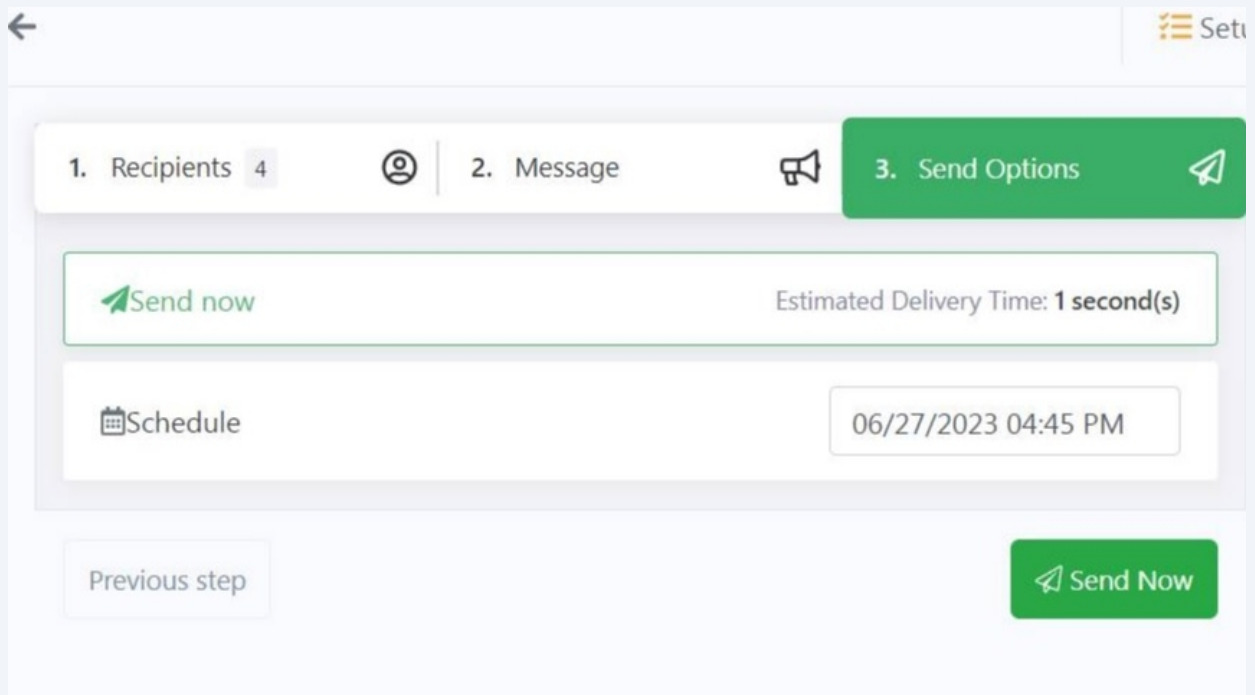 Setu
1. Recipients 4 2. Message 3. Send Options
Send now Estimated Delivery Time: 1 second(s)
Schedule 06/27/2023 04:45 PM
Previous step Send Now